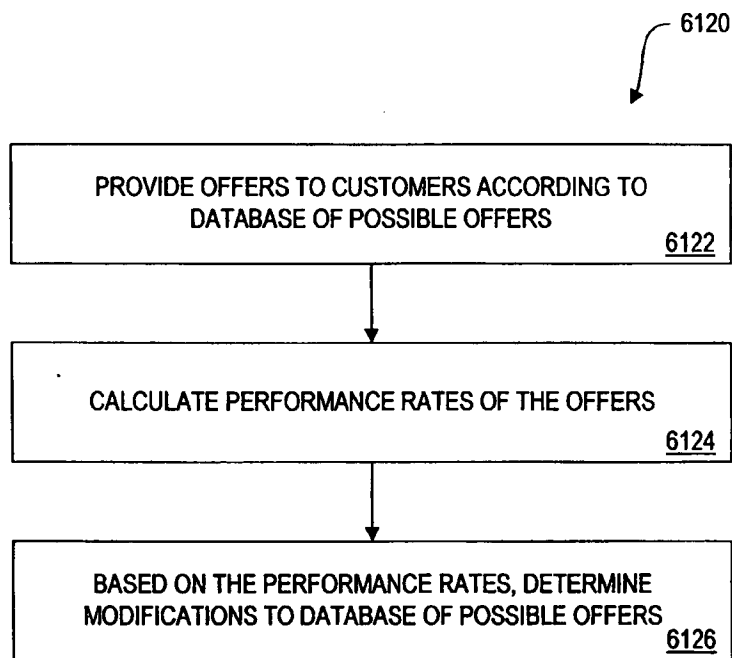 6120
PROVIDE OFFERS TO CUSTOMERS ACCORDING TO
DATABASE OF POSSIBLE OFFERS
6122
CALCULATE PERFORMANCE RATES OF THE OFFERS
6124
BASED ON THE PERFORMANCE RATES, DETERMINE
MODIFICATIONS TO DATABASE OF POSSIBLE OFFERS
6126